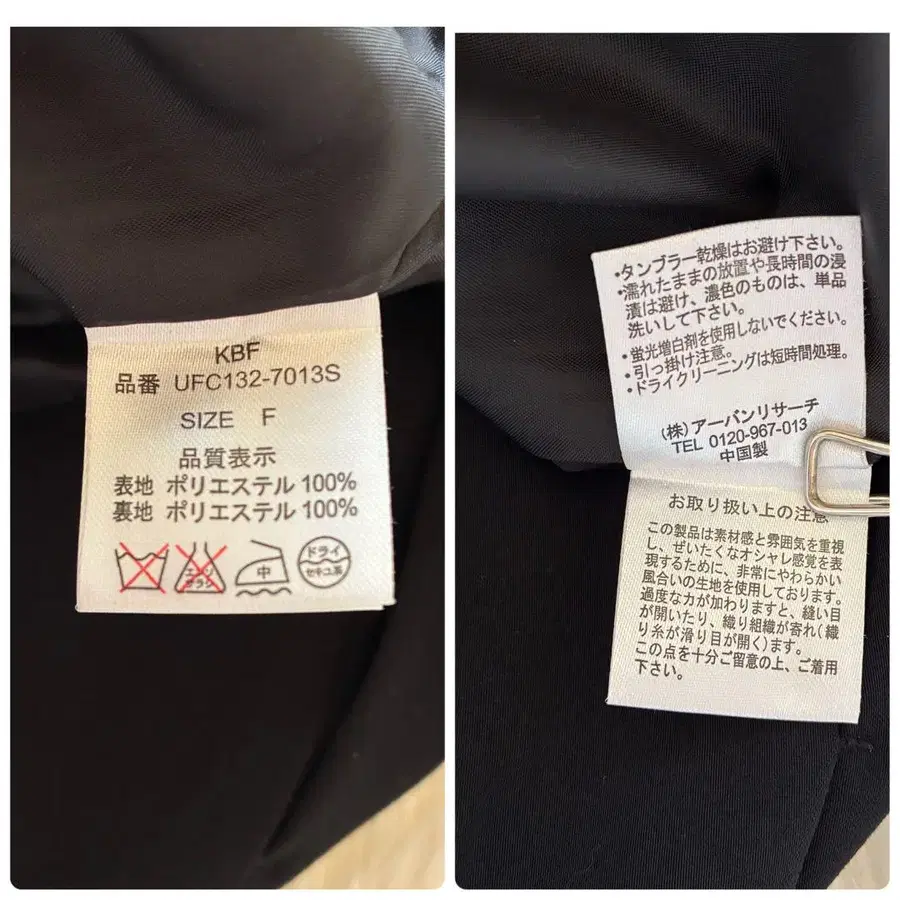 KBF
品番 UFC132-7013S
SIZE F
品質表示
表地 ポリエステル 100%
裏地 ポリエステル 100%
エンソ
サラシ
中
ドライ
セキユ系
・タンブラー乾燥はお避け下さい。
・濡れたままの放置や長時間の浸
漬は避け、濃色のものは、単品
洗いして下さい。
・蛍光増白剤を使用しないでください。
・引っ掛け注意。
・ドライクリーニングは短時間処理。
(株)アーバンリサーチ
TEL 0120-967-013
中国製
お取り扱い上の注意
この製品は素材感と雰囲気を重視
し、ぜいたくなオシャレ感覚を表
現するために、非常にやわらかい
風合いの生地を使用しております。
過度な力が加わりますと、縫い目
が開いたり、織り組織が寄れ(織
り糸が滑り目が開く)ます。
この点を十分ご留意の上、ご着用
下さい。